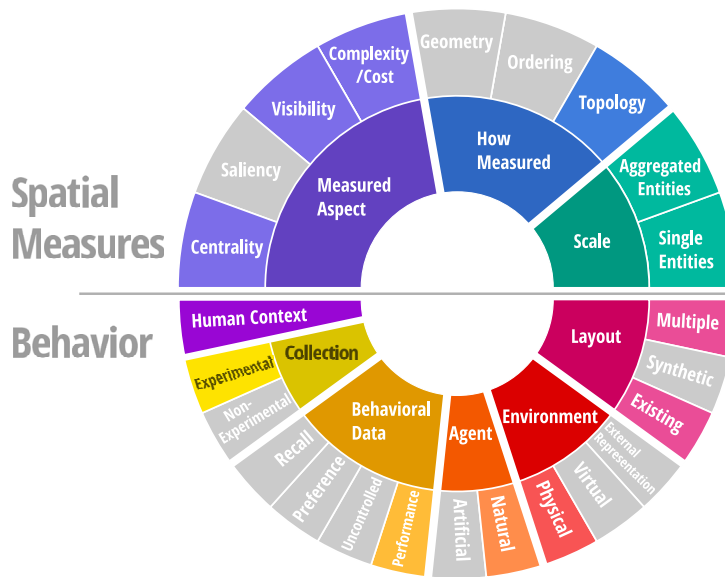 Spatial
Measures
Behavior
Centrality
Saliency
Visibility
Complexity
/Cost
Measured
Aspect
Geometry
Ordering
Topology
How
Measured
Aggregated
Entities
Single
Entities
Scale
Human Context
Experimental
Non-
Experimental
Collection
Recall
Preference
Uncontrolled
Performance
Behavioral
Data
Artificial
Natural
Agent
Physical
Virtual
External
Representation
Environment
Existing
Synthetic
Multiple
Layout